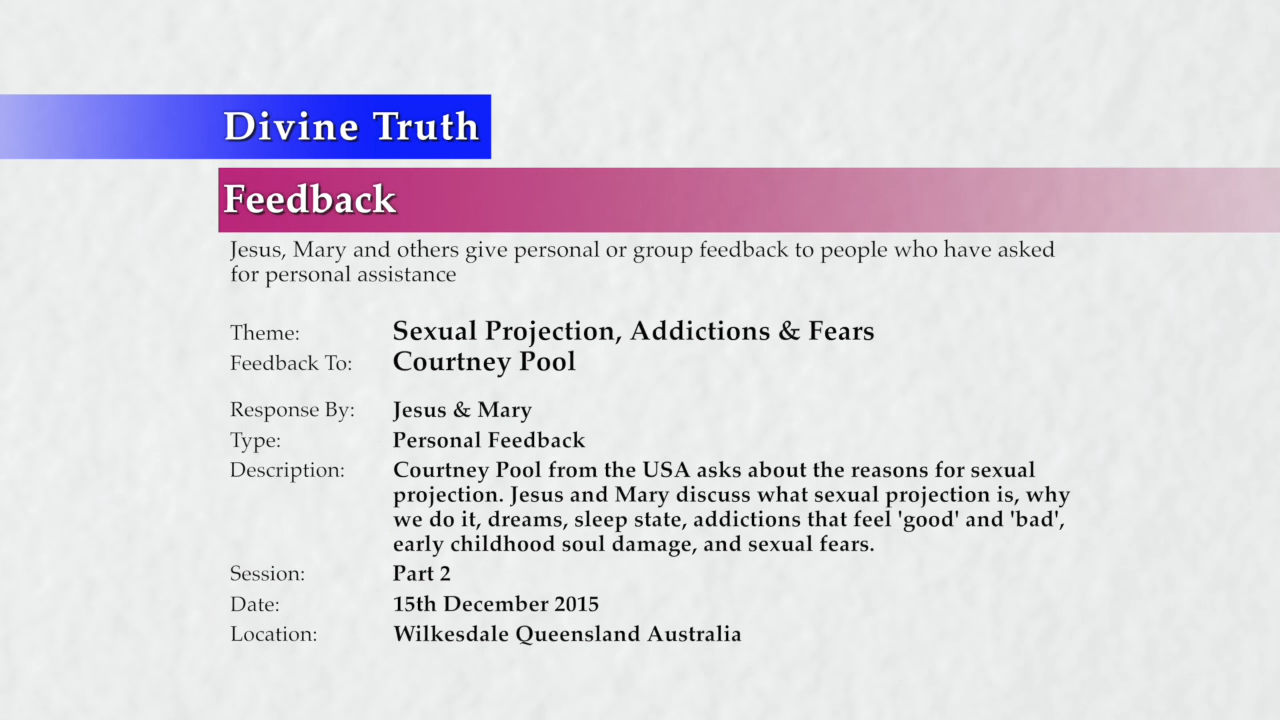 Divine Truth
Feedback
Jesus, Mary and others give personal or group feedback to people who have asked
for personal assistance
Theme: Sexual Projection, Addictions & Fears
Feedback To: Courtney Pool
Response By: Jesus & Mary
Type: Personal Feedback
Description: Courtney Pool from the USA asks about the reasons for sexual
projection. Jesus and Mary discuss what sexual projection is, why
we do it, dreams, sleep state, addictions that feel 'good' and 'bad',
early childhood soul damage, and sexual fears.
Session: Part 2
Date: 15th December 2015
Location: Wilkesdale Queensland Australia